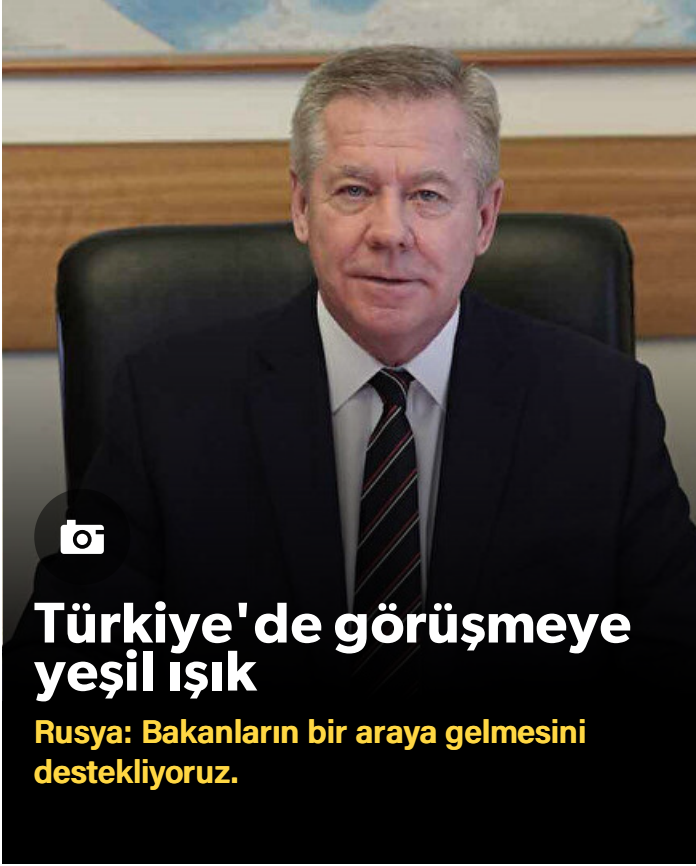 Türkiye'de görüşmeye
yeşil ışık
Rusya: Bakanların bir araya gelmesini
destekliyoruz.